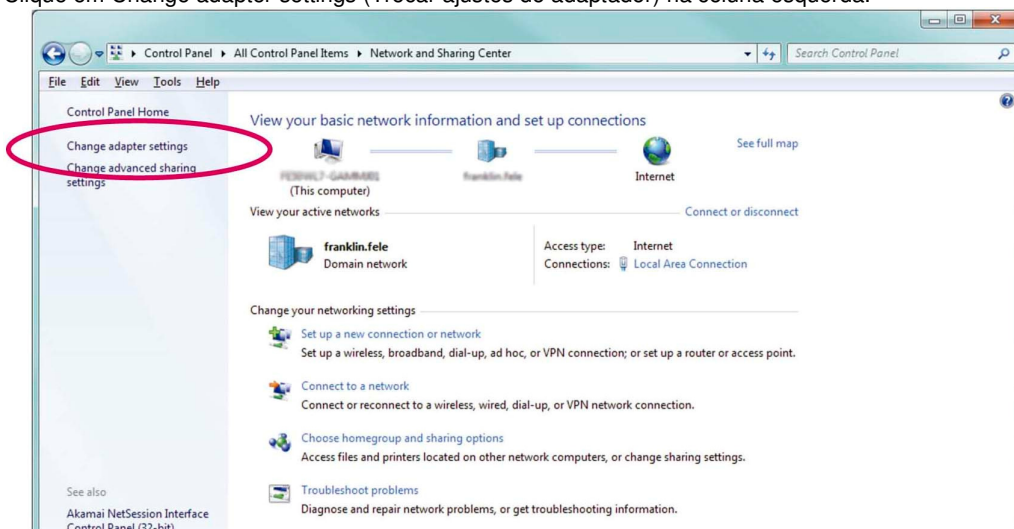 Clique em Change adapter settings (Trocar ajustes do adaptador) na coluna esquerda.
Control Panel ▸ All Control Panel Items ▸ Network and Sharing Center
Search Control Panel
File Edit View Tools Help
Control Panel Home
Change adapter settings
Change advanced sharing
settings
See also
Akamai NetSession Interface
Control Panel (32-bit)
View your basic network information and set up connections
See full map
(This computer)
franklin.fele
Internet
View your active networks
Connect or disconnect
franklin.fele
Domain network
Access type: Internet
Connections: Local Area Connection
Change your networking settings
Set up a new connection or network
Set up a wireless, broadband, dial-up, ad hoc, or VPN connection; or set up a router or access point.
Connect to a network
Connect or reconnect to a wireless, wired, dial-up, or VPN network connection.
Choose homegroup and sharing options
Access files and printers located on other network computers, or change sharing settings.
Troubleshoot problems
Diagnose and repair network problems, or get troubleshooting information.